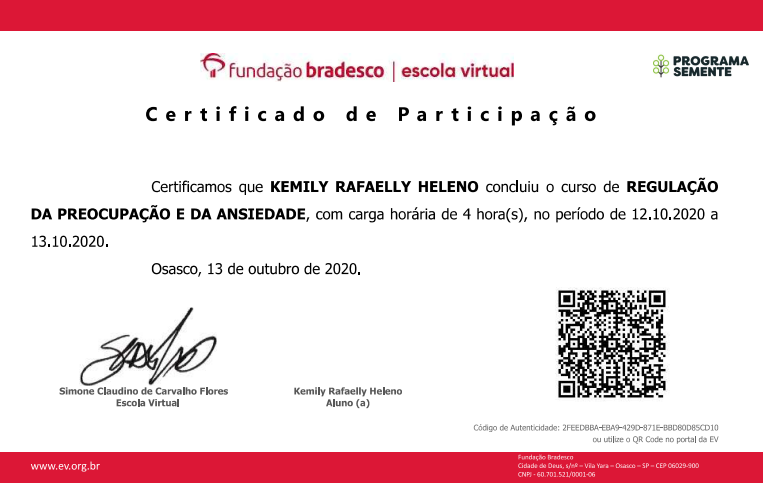 fundação bradesco | escola virtual
PROGRAMA
SEMENTE
Certificado de Participação
Certificamos que KEMILY RAFAELLY HELENO concluiu o curso de REGULAÇÃO
DA PREOCUPAÇÃO E DA ANSIEDADE, com carga horária de 4 hora(s), no período de 12.10.2020 a
13.10.2020.
Osasco, 13 de outubro de 2020.
Simone Claudino de Carvalho Flores
Escola Virtual
Kemily Rafaelly Heleno
Aluno (a)
Código de Autenticidade: 2FEEDBBA-EBA9-429D-871E-BBD80D85CD10
ou utilize o QR Code no portal da EV
www.ev.org.br
Fundação Bradesco
Cidade de Deus, s/nº – Vila Yara – Osasco – SP – CEP 06029-900
CNPJ - 60.701.521/0001-06